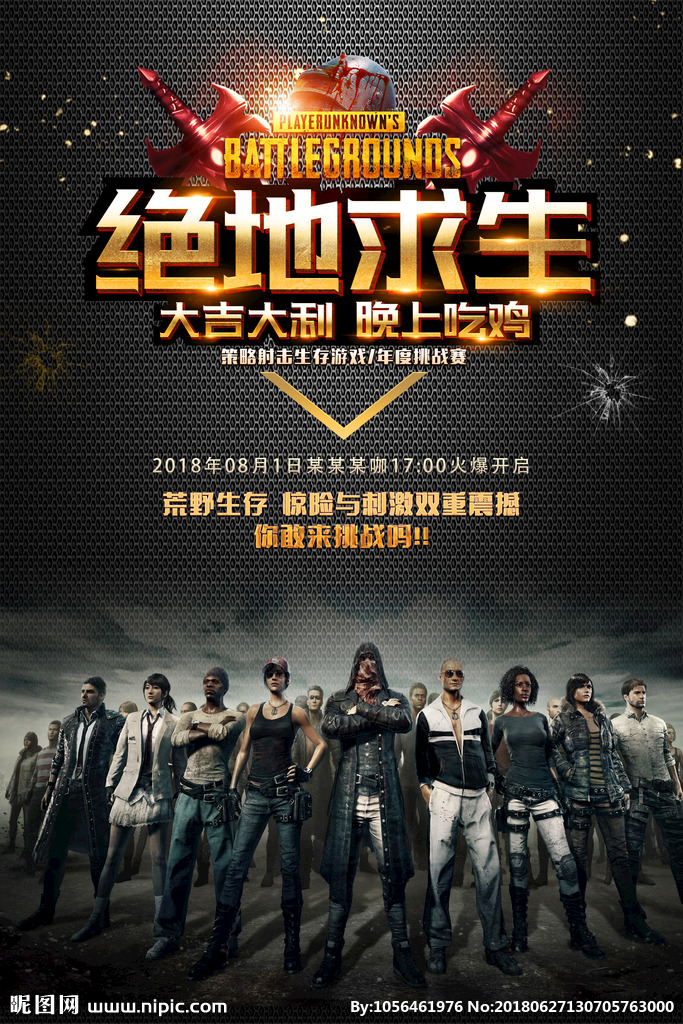 PLAYERUNKNOWN'S
BATTLEGROUNDS
绝地求生
大吉大利 晚上吃鸡
策略射击生存游戏/年度挑战赛
2018年08月1日某某某咖17:00火爆开启
荒野生存 惊险与刺激双重震撼
你敢来挑战吗!!
昵图网 www.nipic.com
By:1056461976 No:20180627130705763000